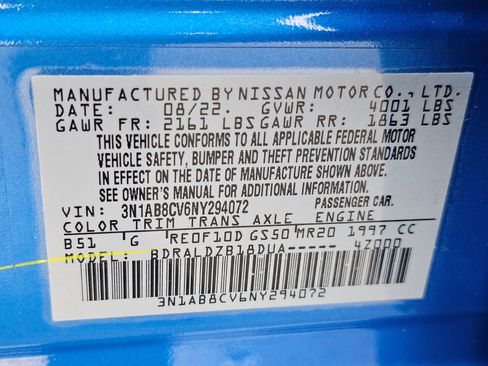 MANUFACTURED BY NISSAN MOTOR CO., LTD.
DATE: 08/22. GVWR: 4001 LBS
GAWR FR: 2161 LBS GAWR RR: 1863 LBS
THIS VEHICLE CONFORMS TO ALL APPLICABLE FEDERAL MOTOR
VEHICLE SAFETY, BUMPER AND THEFT PREVENTION STANDARDS
IN EFFECT ON THE DATE OF MANUFACTURE SHOWN ABOVE.
SEE OWNER'S MANUAL FOR ADDITIONAL INFORMATION
VIN: 3N1AB8CV6NY294072 PASSENGER CAR.
COLOR TRIM TRANS AXLE ENGINE
B51 'G 'RE0F10D GS50 MR20 1997 CC
MODEL: BDRALDZB18DUA 4Z000
3N1AB8CV6NY294072